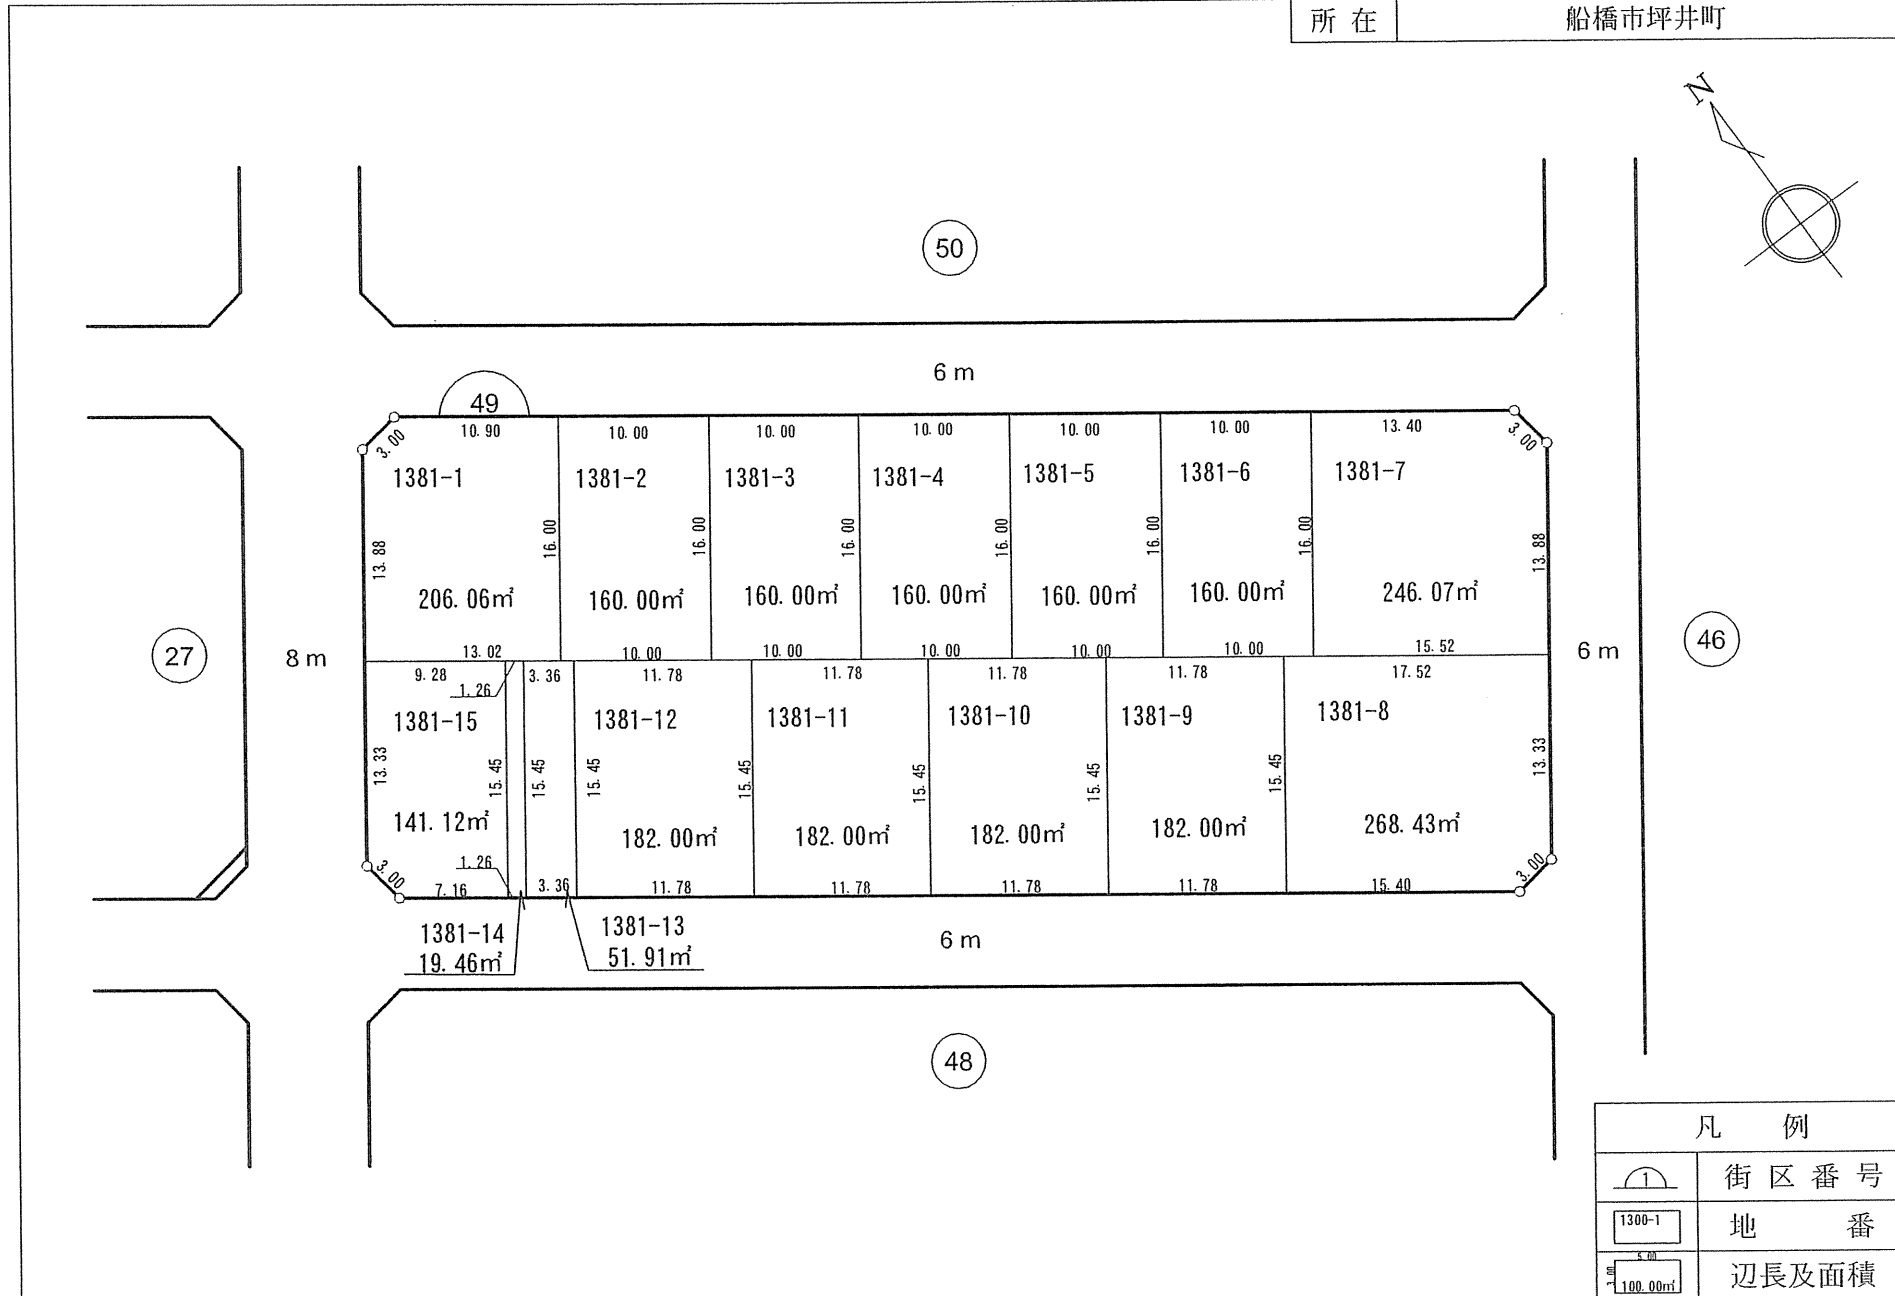 所在 船橋市坪井町
N
50
6 m
49
10.90 10.00 10.00 10.00 10.00 10.00 13.40
3.00 3.00
1381-1 1381-2 1381-3 1381-4 1381-5 1381-6 1381-7
13.88 16.00 16.00 16.00 16.00 16.00 16.00 13.88
206.06㎡ 160.00㎡ 160.00㎡ 160.00㎡ 160.00㎡ 160.00㎡ 246.07㎡
13.02 10.00 10.00 10.00 10.00 10.00 15.52
27 8 m 6 m 46
9.28 1.26 3.36 11.78 11.78 11.78 11.78 17.52
1381-15 1381-12 1381-11 1381-10 1381-9 1381-8
13.33 15.45 15.45 15.45 15.45 15.45 15.45 15.45 13.33
141.12㎡ 182.00㎡ 182.00㎡ 182.00㎡ 182.00㎡ 268.43㎡
3.00 1.26 3.00
7.16 3.36 11.78 11.78 11.78 11.78 15.40
1381-14 1381-13
19.46㎡ 51.91㎡
6 m
48
凡例
1 街区番号
1300-1 地番
5.00
3.00 100.00㎡ 辺長及面積